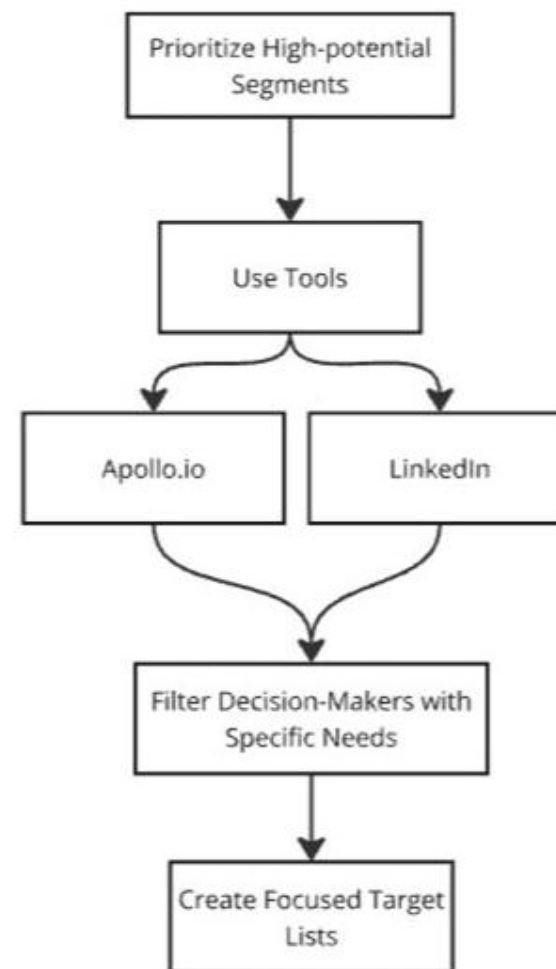 Prioritize High-potential
Segments
Use Tools
Apollo.io
LinkedIn
Filter Decision-Makers with
Specific Needs
Create Focused Target
Lists